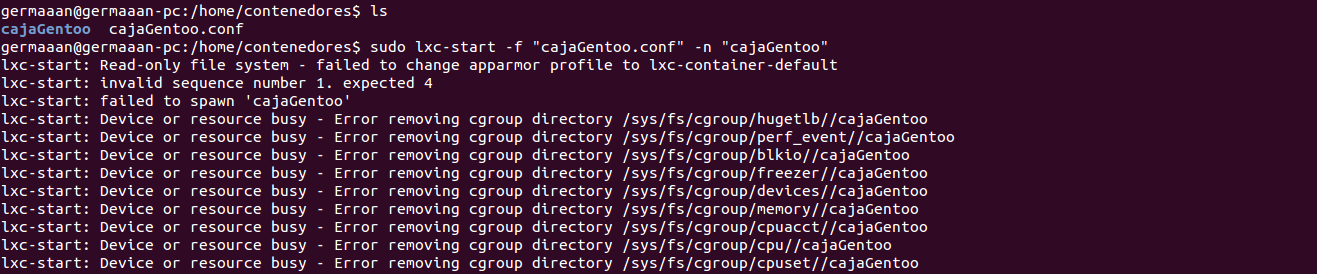 germaaan@germaaan-pc:/home/contenedores$ ls
cajaGentoo  cajaGentoo.conf
germaaan@germaaan-pc:/home/contenedores$ sudo lxc-start -f "cajaGentoo.conf" -n "cajaGentoo"
lxc-start: Read-only file system - failed to change apparmor profile to lxc-container-default
lxc-start: invalid sequence number 1. expected 4
lxc-start: failed to spawn 'cajaGentoo'
lxc-start: Device or resource busy - Error removing cgroup directory /sys/fs/cgroup/hugetlb//cajaGentoo
lxc-start: Device or resource busy - Error removing cgroup directory /sys/fs/cgroup/perf_event//cajaGentoo
lxc-start: Device or resource busy - Error removing cgroup directory /sys/fs/cgroup/blkio//cajaGentoo
lxc-start: Device or resource busy - Error removing cgroup directory /sys/fs/cgroup/freezer//cajaGentoo
lxc-start: Device or resource busy - Error removing cgroup directory /sys/fs/cgroup/devices//cajaGentoo
lxc-start: Device or resource busy - Error removing cgroup directory /sys/fs/cgroup/memory//cajaGentoo
lxc-start: Device or resource busy - Error removing cgroup directory /sys/fs/cgroup/cpuacct//cajaGentoo
lxc-start: Device or resource busy - Error removing cgroup directory /sys/fs/cgroup/cpu//cajaGentoo
lxc-start: Device or resource busy - Error removing cgroup directory /sys/fs/cgroup/cpuset//cajaGentoo